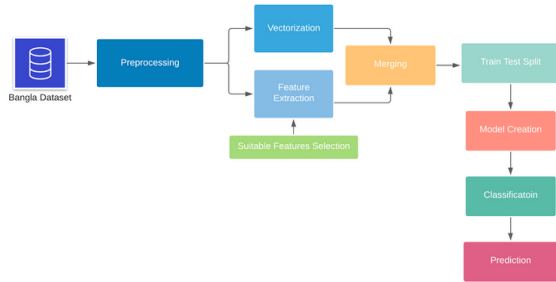 Bangla Dataset
Preprocessing
Vectorization
Feature
Extraction
Suitable Features Selection
Merging
Train Test Split
Model Creation
Classificatoin
Prediction